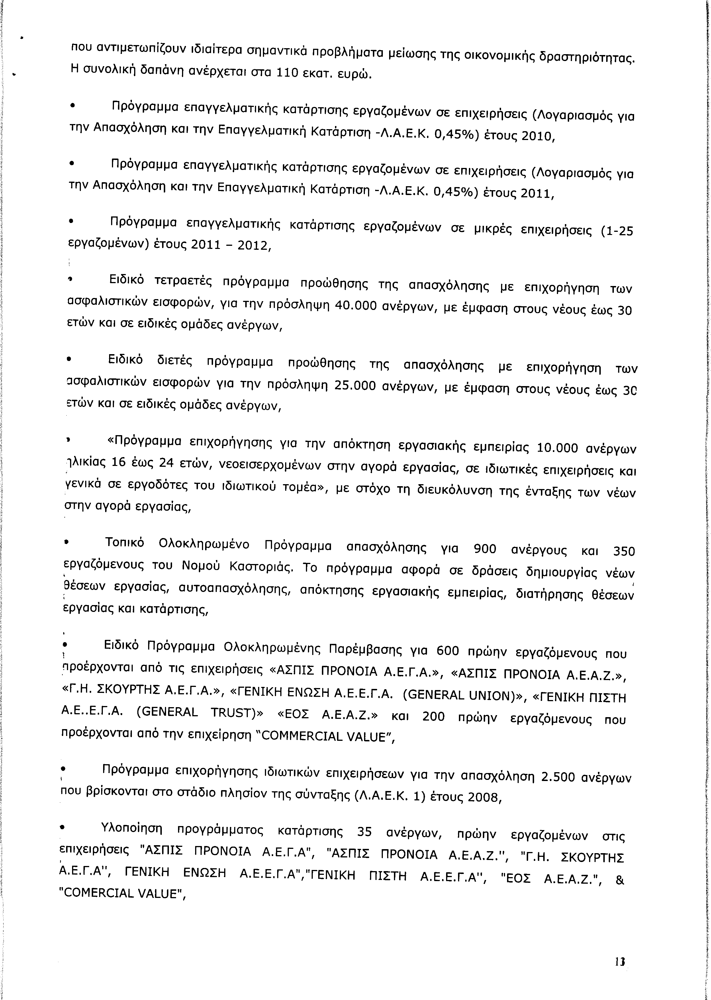 που αντιμετωπίζουν ιδιαίτερα σημαντικά προβλήματα μείωσης της οικονομικής δραστηριότητας.
Η συνολική δαπάνη ανέρχεται στα 110 εκατ. ευρώ.
• Πρόγραμμα επαγγελματικής κατάρτισης εργαζομένων σε επιχειρήσεις (Λογαριασμός για
την Απασχόληση και την Επαγγελματική Κατάρτιση -Λ.Α.Ε.Κ. 0,45%) έτους 2010,
• Πρόγραμμα επαγγελματικής κατάρτισης εργαζομένων σε επιχειρήσεις (Λογαριασμός για
την Απασχόληση και την Επαγγελματική Κατάρτιση -Λ.Α.Ε.Κ. 0,45%) έτους 2011,
• Πρόγραμμα επαγγελματικής κατάρτισης εργαζομένων σε μικρές επιχειρήσεις (1-25
εργαζομένων) έτους 2011 – 2012,
• Ειδικό τετραετές πρόγραμμα προώθησης της απασχόλησης με επιχορήγηση των
ασφαλιστικών εισφορών, για την πρόσληψη 40.000 ανέργων, με έμφαση στους νέους έως 30
ετών και σε ειδικές ομάδες ανέργων,
• Ειδικό διετές πρόγραμμα προώθησης της απασχόλησης με επιχορήγηση των
ασφαλιστικών εισφορών για την πρόσληψη 25.000 ανέργων, με έμφαση στους νέους έως 30
ετών και σε ειδικές ομάδες ανέργων,
• «Πρόγραμμα επιχορήγησης για την απόκτηση εργασιακής εμπειρίας 10.000 ανέργων
ηλικίας 16 έως 24 ετών, νεοεισερχομένων στην αγορά εργασίας, σε ιδιωτικές επιχειρήσεις και
γενικά σε εργοδότες του ιδιωτικού τομέα», με στόχο τη διευκόλυνση της ένταξης των νέων
στην αγορά εργασίας,
• Τοπικό Ολοκληρωμένο Πρόγραμμα απασχόλησης για 900 ανέργους και 350
εργαζόμενους του Νομού Καστοριάς. Το πρόγραμμα αφορά σε δράσεις δημιουργίας νέων
θέσεων εργασίας, αυτοαπασχόλησης, απόκτησης εργασιακής εμπειρίας, διατήρησης θέσεων
εργασίας και κατάρτισης,
• Ειδικό Πρόγραμμα Ολοκληρωμένης Παρέμβασης για 600 πρώην εργαζόμενους που
προέρχονται από τις επιχειρήσεις «ΑΣΠΙΣ ΠΡΟΝΟΙΑ Α.Ε.Γ.Α.», «ΑΣΠΙΣ ΠΡΟΝΟΙΑ Α.Ε.Α.Ζ.»,
«Γ.Η. ΣΚΟΥΡΤΗΣ Α.Ε.Γ.Α.», «ΓΕΝΙΚΗ ΕΝΩΣΗ Α.Ε.Ε.Γ.Α. (GENERAL UNION)», «ΓΕΝΙΚΗ ΠΙΣΤΗ
Α.Ε..Ε.Γ.Α. (GENERAL TRUST)» «ΕΟΣ Α.Ε.Α.Ζ.» και 200 πρώην εργαζόμενους που
προέρχονται από την επιχείρηση "COMMERCIAL VALUE",
• Πρόγραμμα επιχορήγησης ιδιωτικών επιχειρήσεων για την απασχόληση 2.500 ανέργων
που βρίσκονται στο στάδιο πλησίον της σύνταξης (Λ.Α.Ε.Κ. 1) έτους 2008,
• Υλοποίηση προγράμματος κατάρτισης 35 ανέργων, πρώην εργαζομένων στις
επιχειρήσεις "ΑΣΠΙΣ ΠΡΟΝΟΙΑ Α.Ε.Γ.Α", "ΑΣΠΙΣ ΠΡΟΝΟΙΑ Α.Ε.Α.Ζ.", "Γ.Η. ΣΚΟΥΡΤΗΣ
Α.Ε.Γ.Α", ΓΕΝΙΚΗ ΕΝΩΣΗ Α.Ε.Ε.Γ.Α","ΓΕΝΙΚΗ ΠΙΣΤΗ Α.Ε.Ε.Γ.Α", "ΕΟΣ Α.Ε.Α.Ζ.", &
"COMERCIAL VALUE",
13